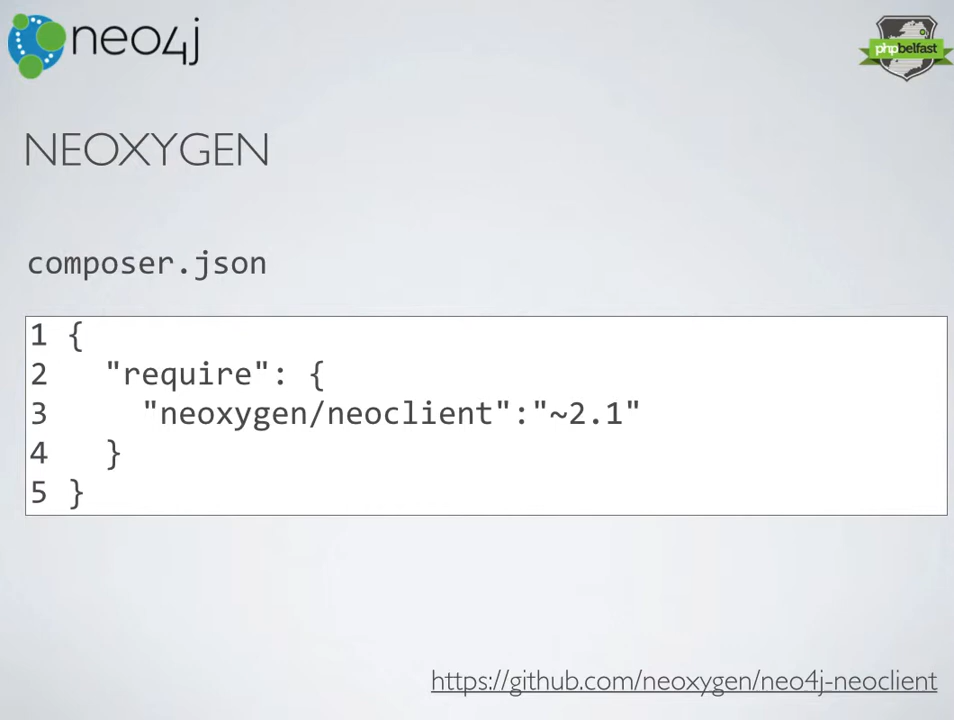 neo4j
phpbelfast
NEOXYGEN
composer.json
1 {
2   "require": {
3     "neoxygen/neoclient":"~2.1"
4   }
5 }
https://github.com/neoxygen/neo4j-neoclient